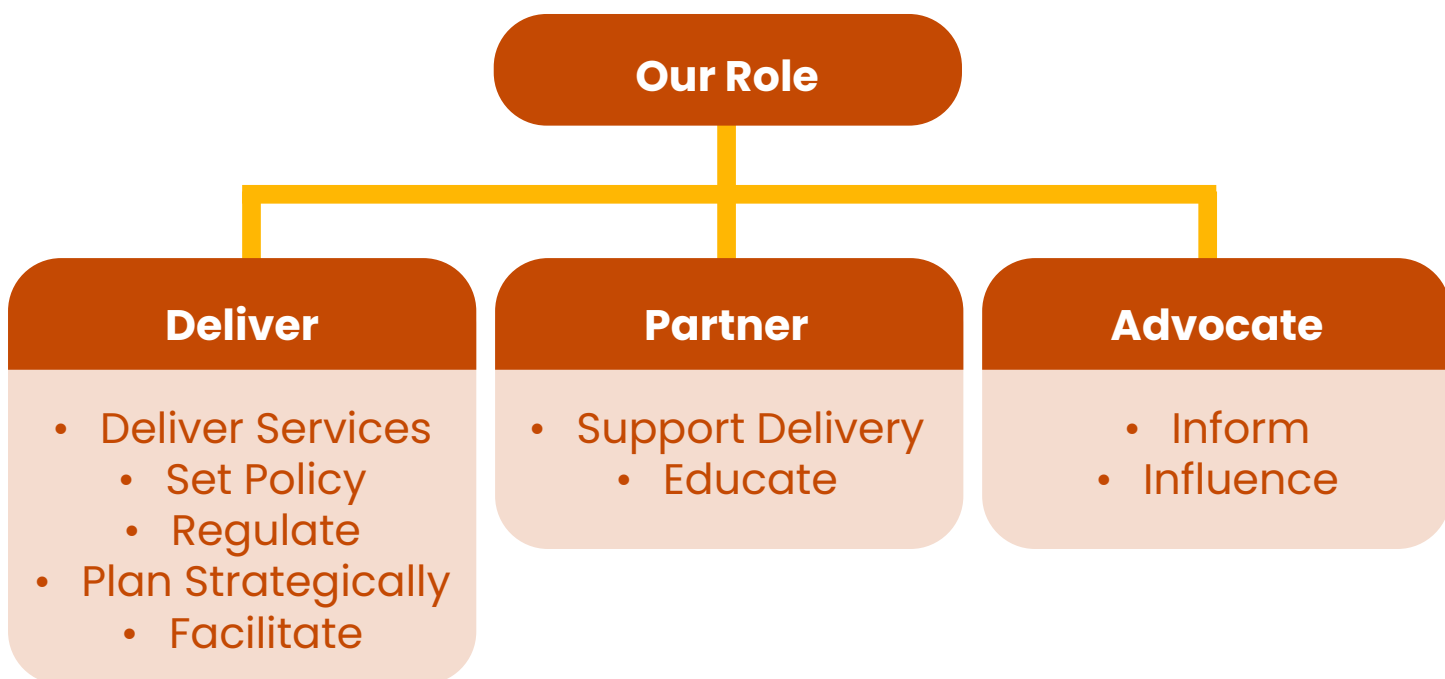 Our Role
Deliver
• Deliver Services
• Set Policy
• Regulate
• Plan Strategically
• Facilitate
Partner
• Support Delivery
• Educate
Advocate
• Inform
• Influence